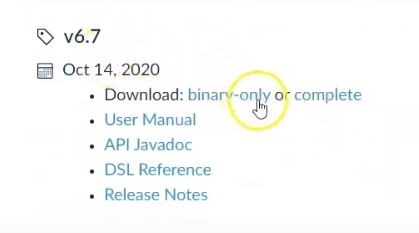 v6.7
Oct 14, 2020
Download: binary-only or complete
User Manual
API Javadoc
DSL Reference
Release Notes